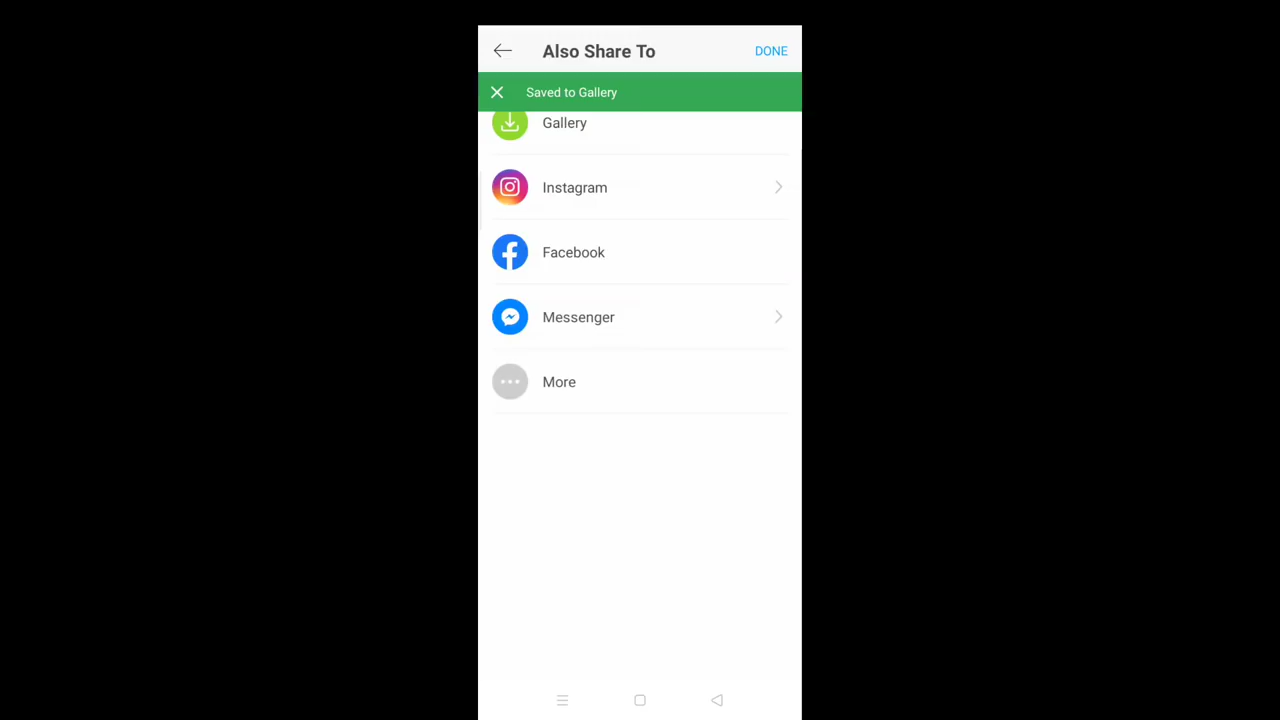 Also Share To
DONE
Saved to Gallery
Gallery
Instagram
Facebook
Messenger
More